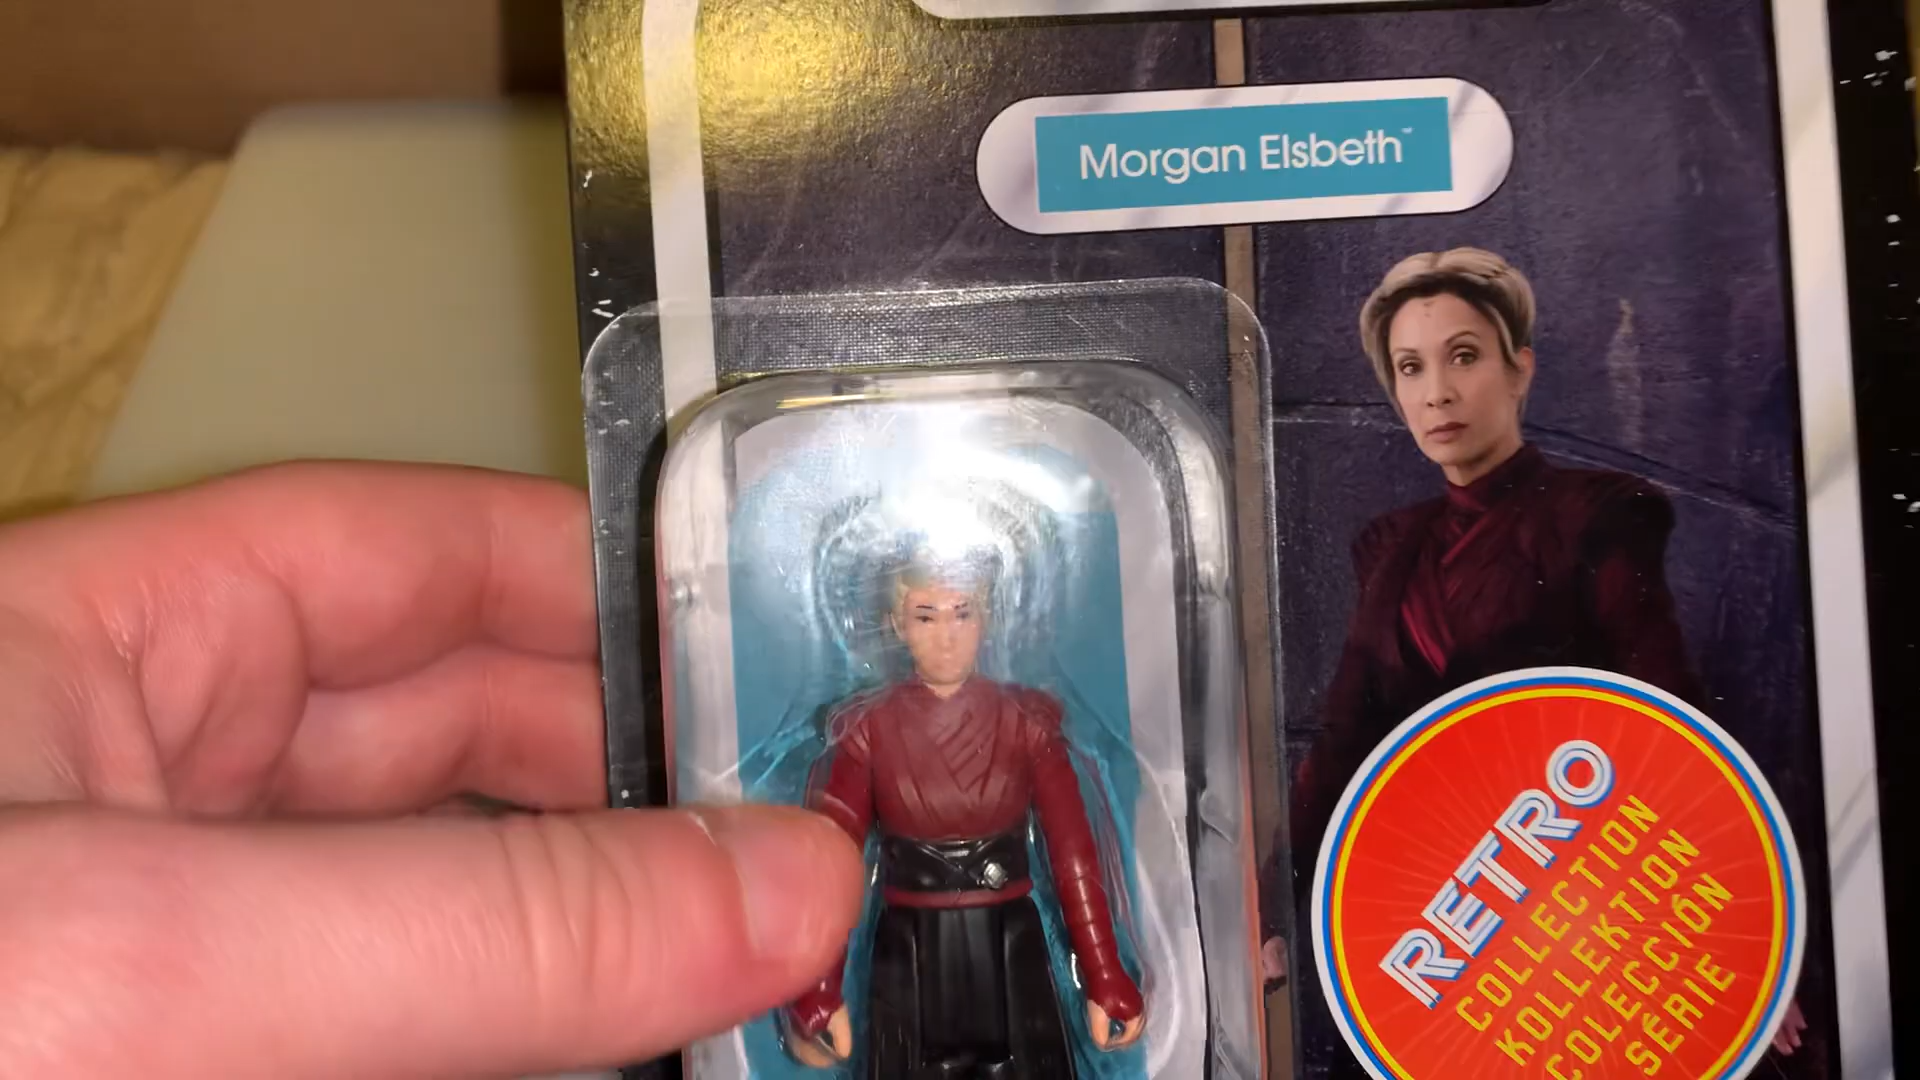 Morgan Elsbeth™
RETRO
COLLECTION
KOLLEKTION
COLECCIÓN
SÉRIE